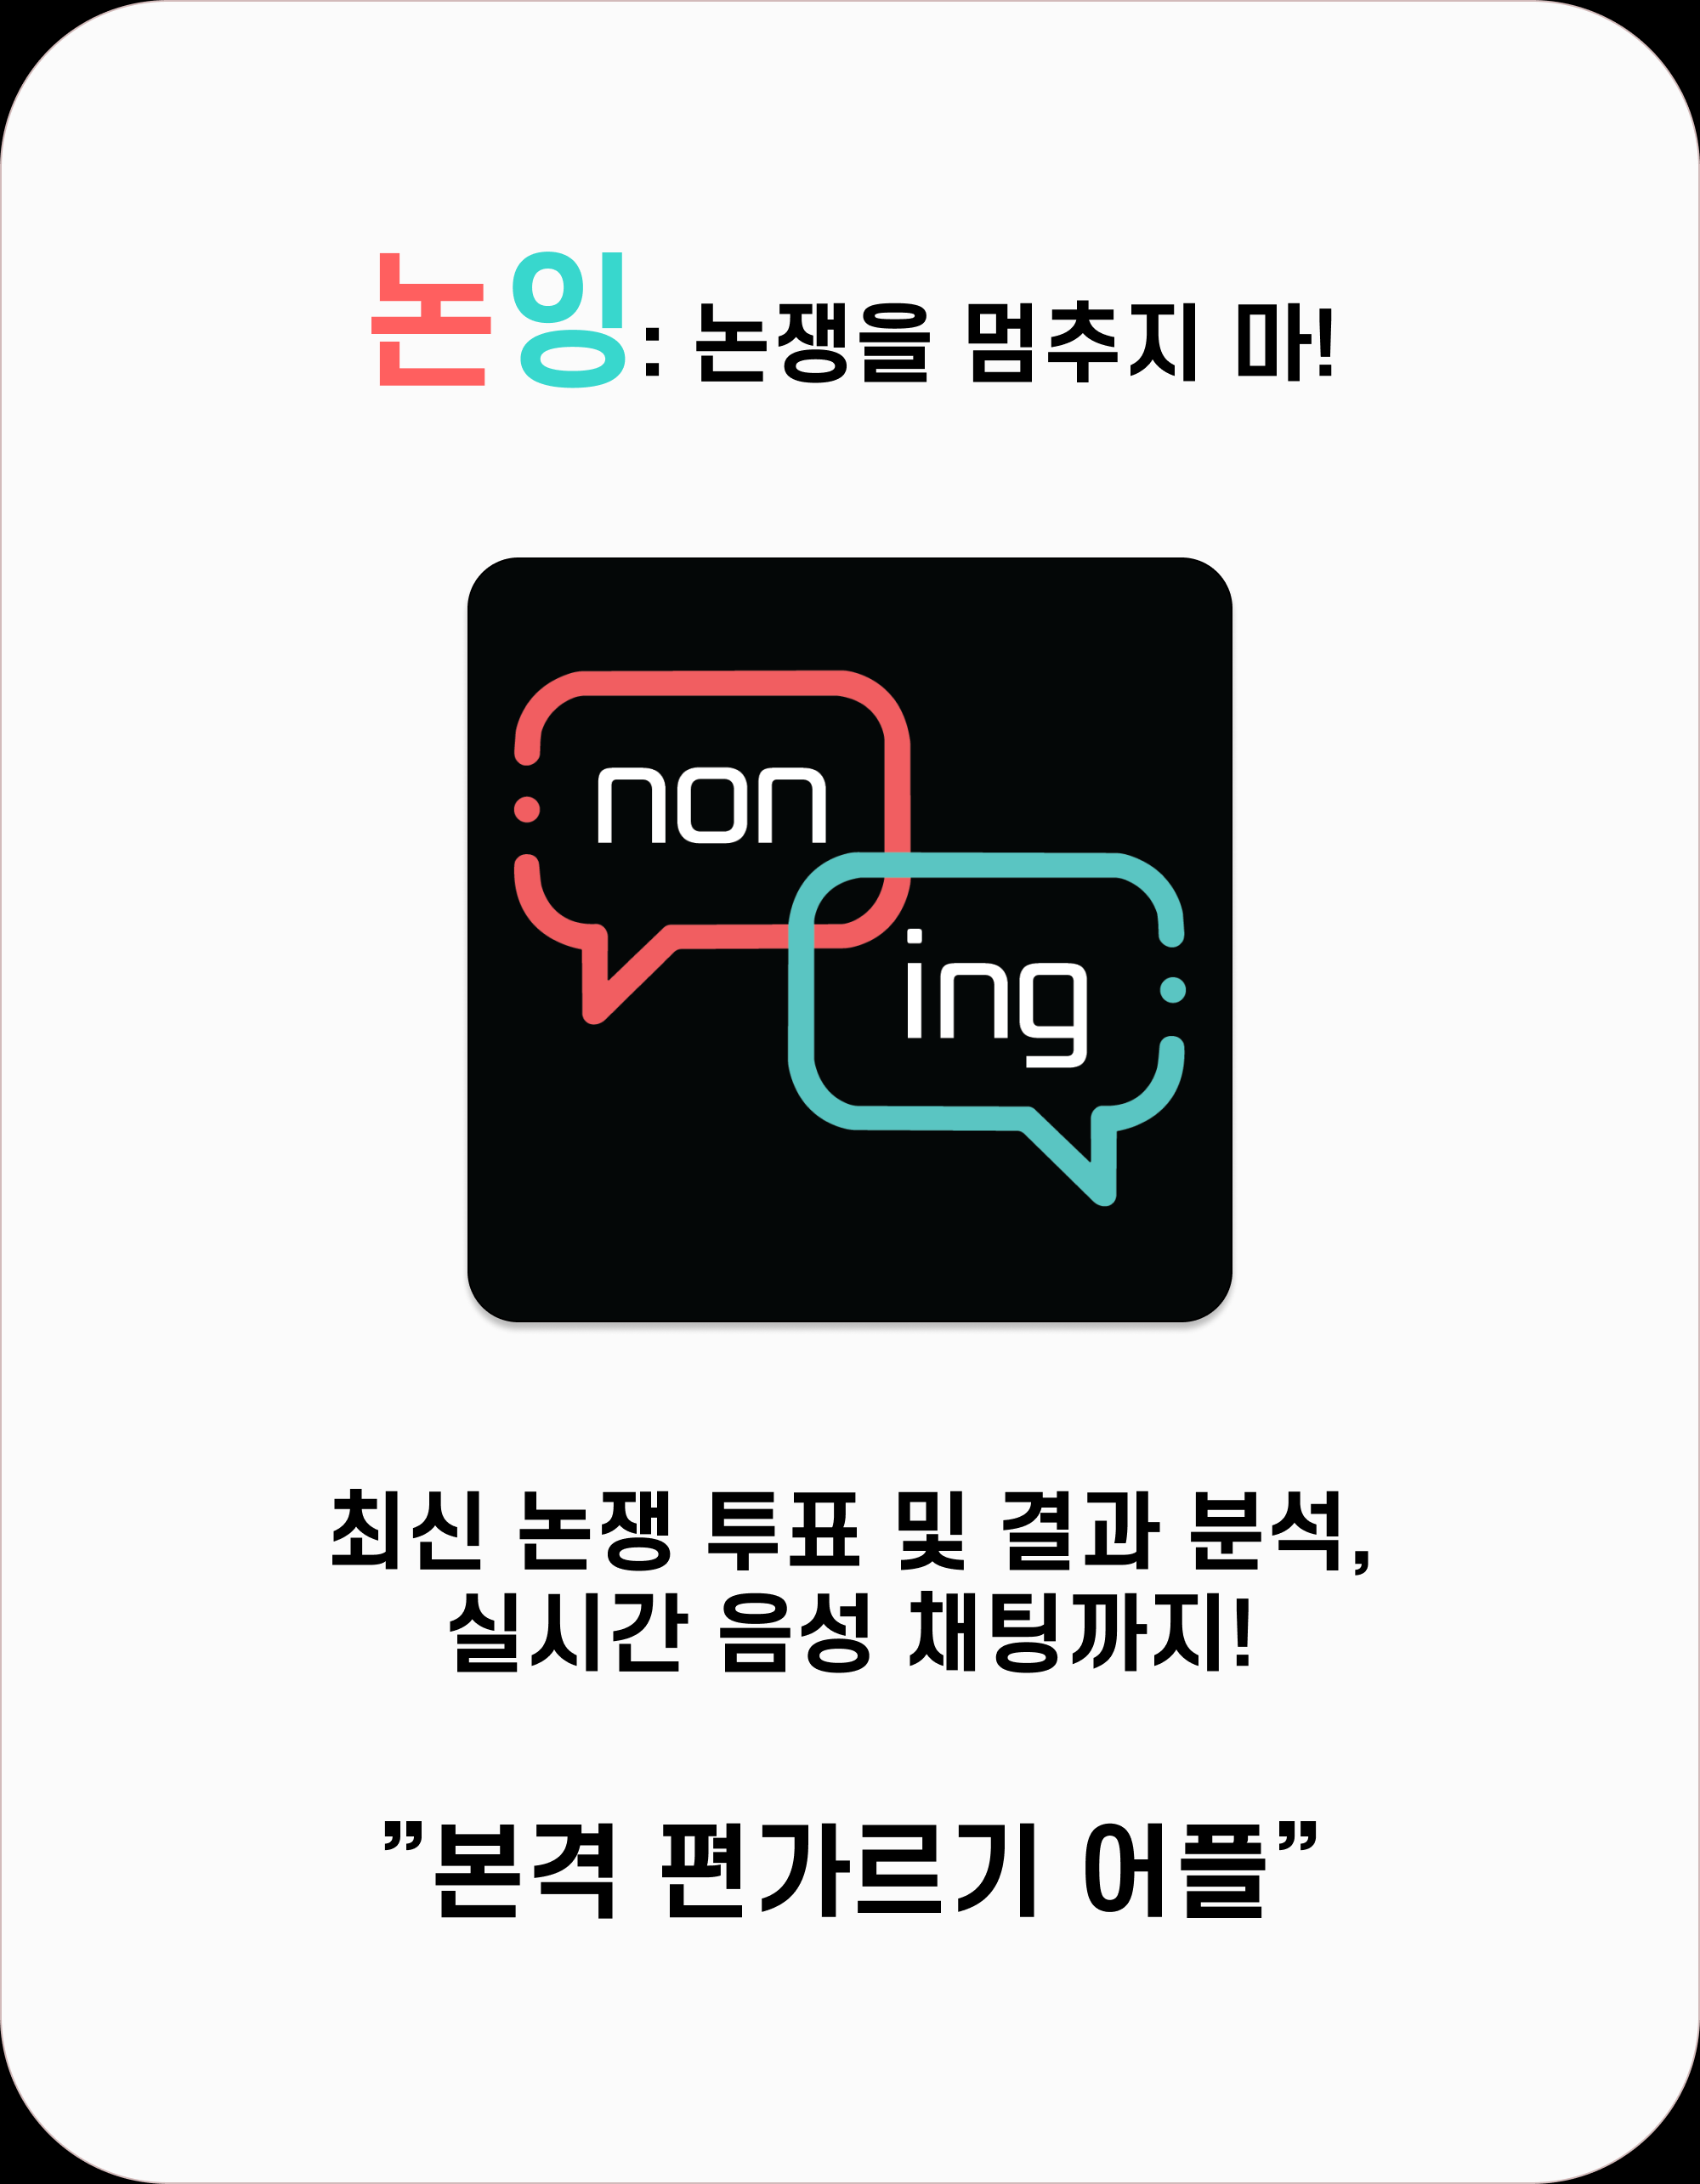 논잉: 논쟁을 멈추지 마!
non
ing
최신 논쟁 투표 및 결과 분석,
실시간 음성 채팅까지!
”본격 편가르기 어플”